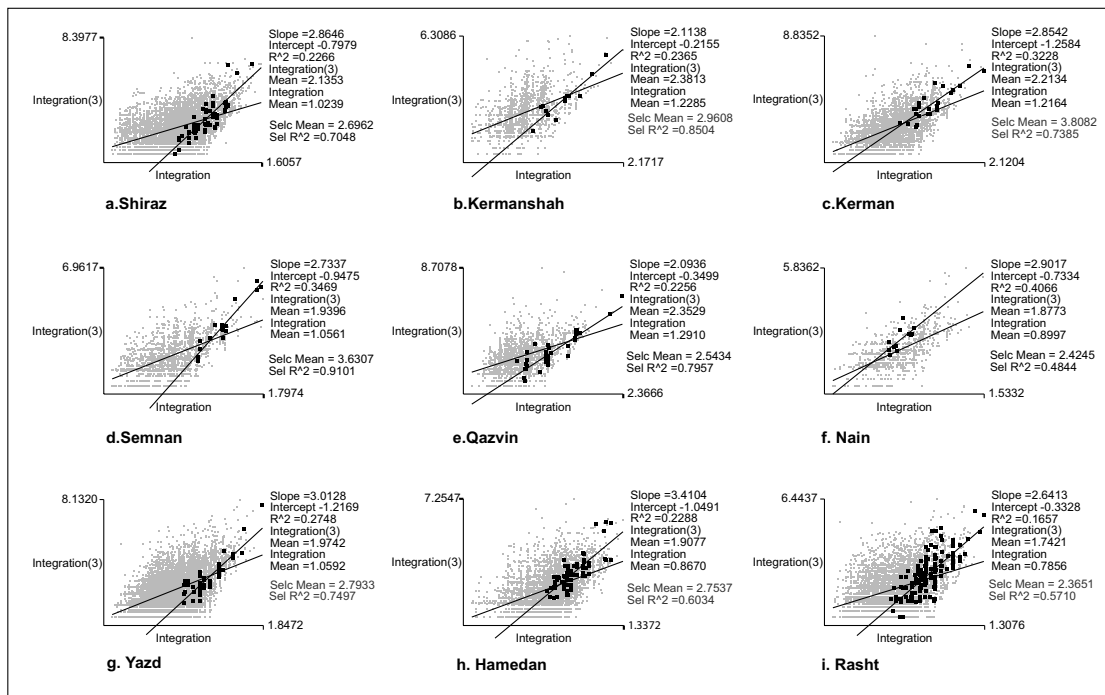 8.3977
Integration(3)
Slope =2.8646
Intercept -0.7979
R^2 =0.2266
Integration(3)
Mean =2.1353
Integration
Mean =1.0239
Selc Mean = 2.6962
Sel R^2 =0.7048
1.6057
Integration
a.Shiraz
6.3086
Integration(3)
Slope =2.1138
Intercept -0.2155
R^2 =0.2365
Integration(3)
Mean =2.3813
Integration
Mean =1.2285
Selc Mean =2.9608
Sel R^2 =0.8504
2.1717
Integration
b.Kermanshah
8.8352
Integration(3)
Slope =2.8542
Intercept -1.2584
R^2 =0.3228
Integration(3)
Mean =2.2134
Integration
Mean =1.2164
Selc Mean = 3.8082
Sel R^2 =0.7385
2.1204
Integration
c.Kerman
6.9617
Integration(3)
Slope =2.7337
Intercept -0.9475
R^2 =0.3469
Integration(3)
Mean =1.9396
Integration
Mean =1.0561
Selc Mean =3.6307
Sel R^2 =0.9101
1.7974
Integration
d.Semnan
8.7078
Integration(3)
Slope =2.0936
Intercept -0.3499
R^2 =0.2256
Integration(3)
Mean =2.3529
Integration
Mean =1.2910
Selc Mean = 2.5434
Sel R^2 =0.7957
2.3666
Integration
e.Qazvin
5.8362
Integration(3)
Slope =2.9017
Intercept -0.7334
R^2 =0.4066
Integration(3)
Mean =1.8773
Integration
Mean =0.8997
Selc Mean =2.4245
Sel R^2 =0.4844
1.5332
Integration
f. Nain
8.1320
Integration(3)
Slope =3.0128
Intercept -1.2169
R^2 =0.2748
Integration(3)
Mean =1.9742
Integration
Mean =1.0592
Selc Mean = 2.7933
Sel R^2 =0.7497
1.8472
Integration
g. Yazd
7.2547
Integration(3)
Slope =3.4104
Intercept -1.0491
R^2 =0.2288
Integration(3)
Mean =1.9077
Integration
Mean =0.8670
Selc Mean =2.7537
Sel R^2 =0.6034
1.3372
Integration
h. Hamedan
6.4437
Integration(3)
Slope =2.6413
Intercept -0.3328
R^2 =0.1657
Integration(3)
Mean =1.7421
Integration
Mean =0.7856
Selc Mean =2.3651
Sel R^2 =0.5710
1.3076
Integration
i. Rasht